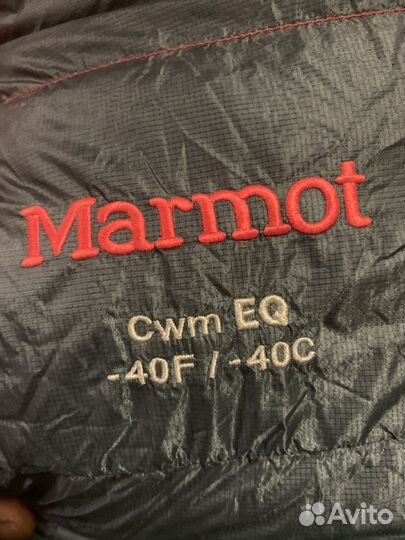 Marmot
Cwm EQ
-40F / -40C
Avito